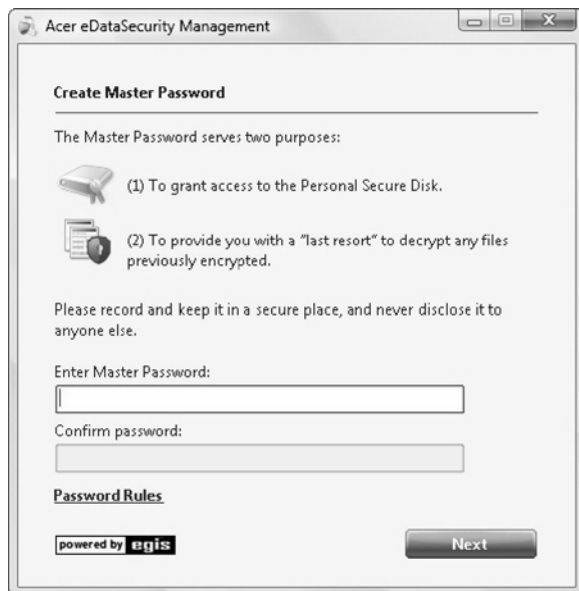 Acer eDataSecurity Management
Create Master Password
The Master Password serves two purposes:
(1) To grant access to the Personal Secure Disk.
(2) To provide you with a "last resort" to decrypt any files
previously encrypted.
Please record and keep it in a secure place, and never disclose it to
anyone else.
Enter Master Password:
Confirm password:
Password Rules
powered by egis
Next